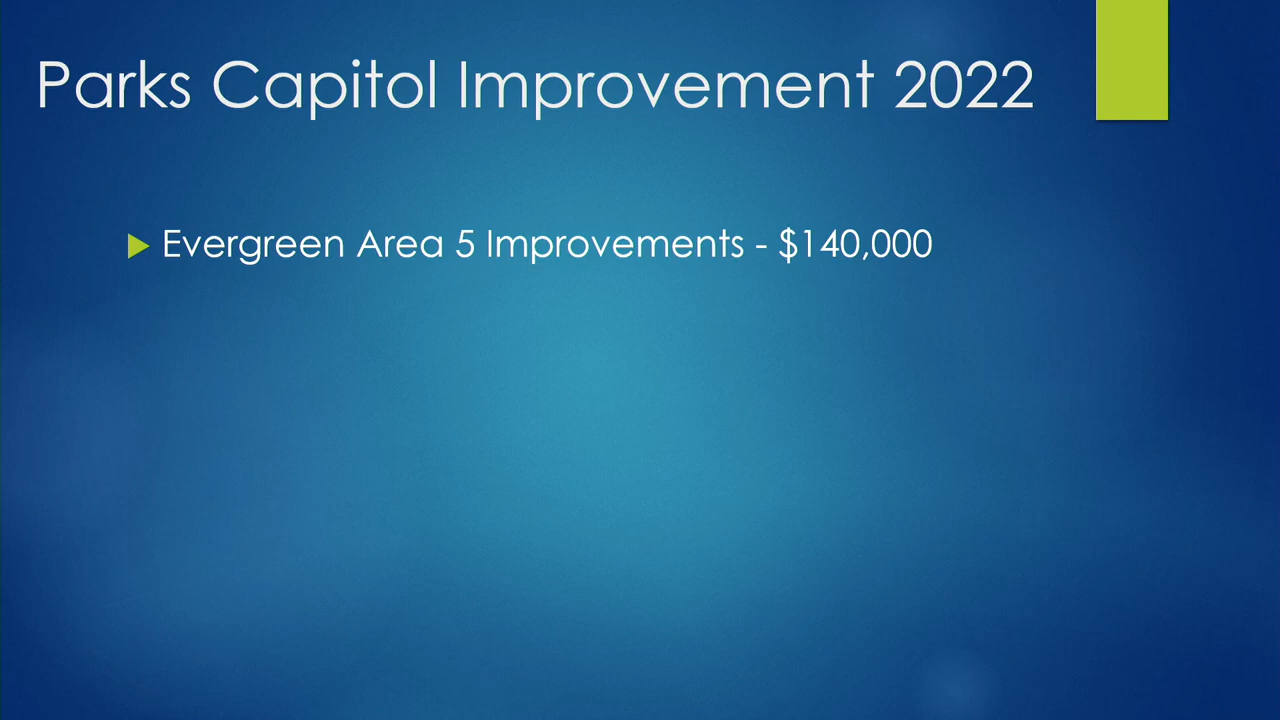 Parks Capitol Improvement 2022
Evergreen Area 5 Improvements - $140,000